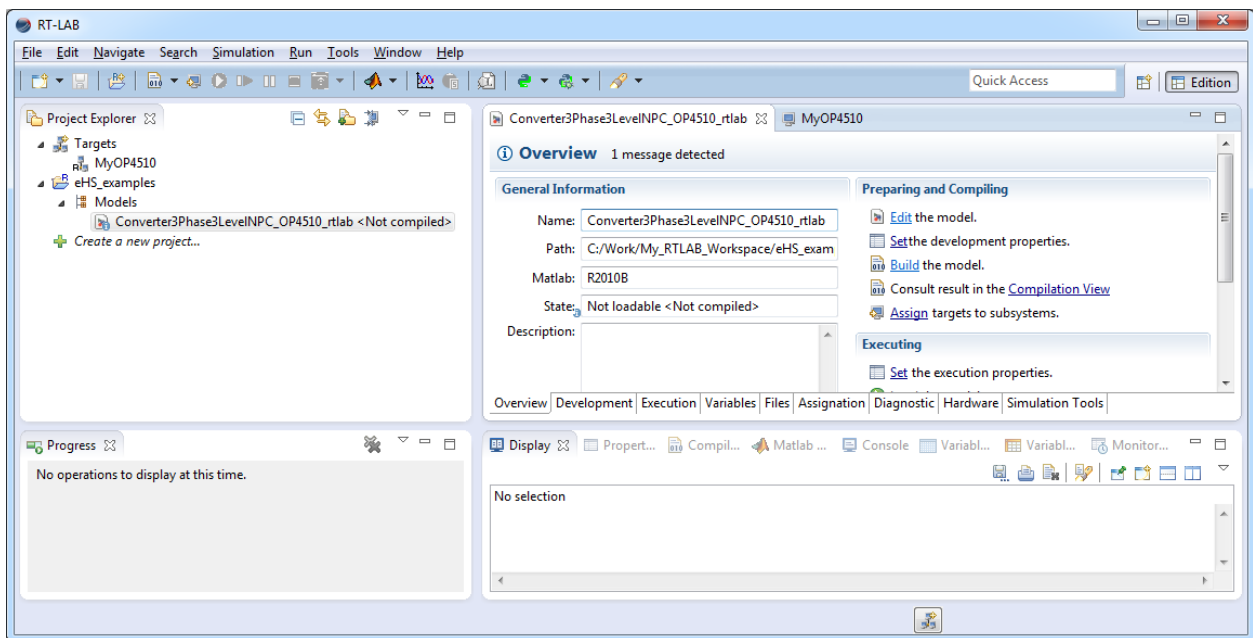 RT-LAB
File Edit Navigate Search Simulation Run Tools Window Help
Quick Access
Edition
Project Explorer
Targets
MyOP4510
eHS_examples
Models
Converter3Phase3LevelNPC_OP4510_rtlab <Not compiled>
Create a new project...
Converter3Phase3LevelNPC_OP4510_rtlab MyOP4510
Overview 1 message detected
General Information
Name: Converter3Phase3LevelNPC_OP4510_rtlab
Path: C:/Work/My_RTLAB_Workspace/eHS_exam
Matlab: R2010B
State: Not loadable <Not compiled>
Description:
Preparing and Compiling
Edit the model.
Setthe development properties.
Build the model.
Consult result in the Compilation View
Assign targets to subsystems.
Executing
Set the execution properties.
Overview Development Execution Variables Files Assignation Diagnostic Hardware Simulation Tools
Progress
No operations to display at this time.
Display Propert... Compil... Matlab ... Console Variabl... Variabl... Monitor...
No selection